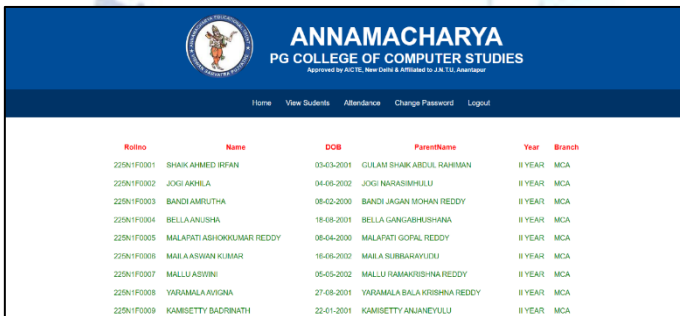 ANNAMACHARYA
PG COLLEGE OF COMPUTER STUDIES
Approved by AICTE, New Delhi & Affiliated to J.N.T.U, Anantapur
Home View Sudents Attendance Change Password Logout
Rollno Name DOB ParentName Year Branch
225N1F0001 SHAIK AHMED IRFAN 03-03-2001 GULAM SHAIK ABDUL RAHIMAN II YEAR MCA
225N1F0002 JOGI AKHILA 04-06-2002 JOGI NARASIMHULU II YEAR MCA
225N1F0003 BANDI AMRUTHA 08-02-2000 BANDI JAGAN MOHAN REDDY II YEAR MCA
225N1F0004 BELLA ANUSHA 18-08-2001 BELLA GANGABHUSHANA II YEAR MCA
225N1F0005 MALAPATI ASHOKKUMAR REDDY 08-04-2000 MALAPATI GOPAL REDDY II YEAR MCA
225N1F0006 MAILA ASWAN KUMAR 16-06-2002 MAILA SUBBARAYUDU II YEAR MCA
225N1F0007 MALLU ASWINI 05-05-2002 MALLU RAMAKRISHNA REDDY II YEAR MCA
225N1F0008 YARAMALA AVIGNA 27-08-2001 YARAMALA BALA KRISHNA REDDY II YEAR MCA
225N1F0009 KAMISETTY BADRINATH 22-01-2001 KAMISETTY ANJANEYULU II YEAR MCA